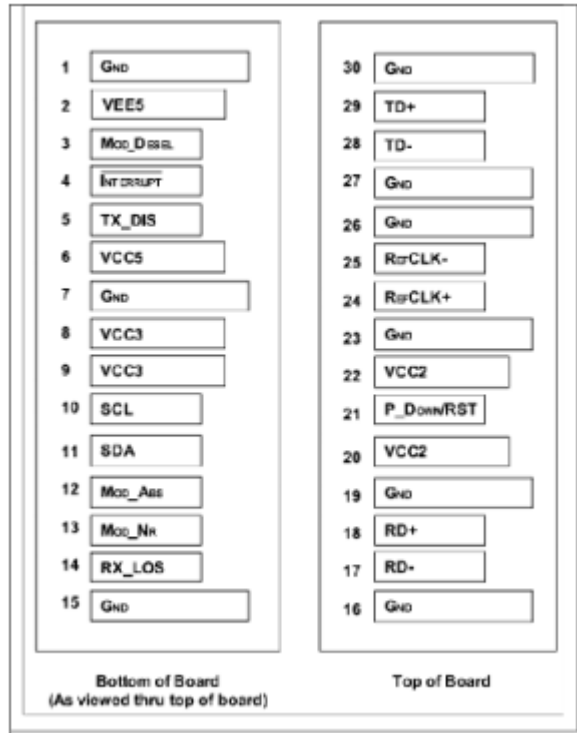 1 GND
2 VEE5
3 MOD_DESEL
4 INTERRUPT
5 TX_DIS
6 VCC5
7 GND
8 VCC3
9 VCC3
10 SCL
11 SDA
12 MOD_ABS
13 MOD_NR
14 RX_LOS
15 GND
Bottom of Board
(As viewed thru top of board)
30 GND
29 TD+
28 TD-
27 GND
26 GND
25 REFCLK-
24 REFCLK+
23 GND
22 VCC2
21 P_DOWN/RST
20 VCC2
19 GND
18 RD+
17 RD-
16 GND
Top of Board